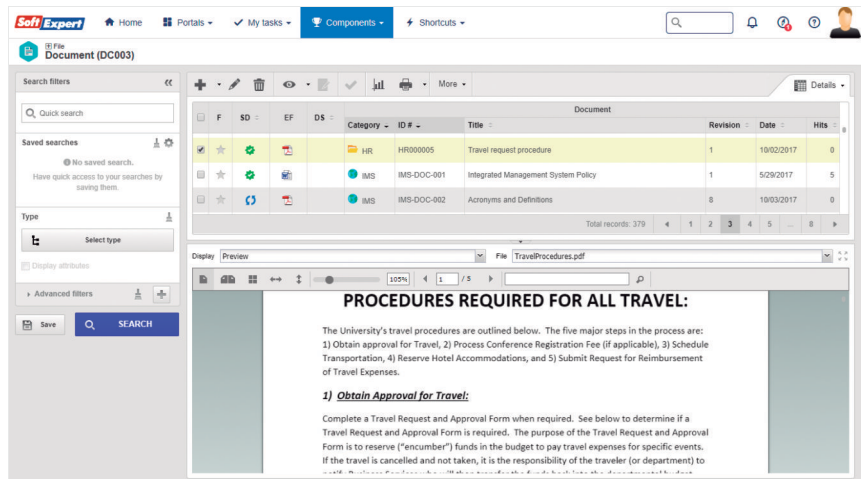 Soft Expert Home Portals My tasks Components Shortcuts
File
Document (DC003)
Search filters
More
Details
Quick search
Saved searches
No saved search.
Have quick access to your searches by
saving them.
Type
Select type
Display attributes
Advanced filters
Save
SEARCH
Document
F SD EF DS Category ID # Title Revision Date Hits
HR HR000005 Travel request procedure 1 10/02/2017 0
IMS IMS-DOC-001 Integrated Management System Policy 1 5/29/2017 5
IMS IMS-DOC-002 Acronyms and Definitions 8 10/03/2017 0
Total records: 379 1 2 3 4 5 ... 8
Display Preview File TravelProcedures.pdf
105% 1 / 5
PROCEDURES REQUIRED FOR ALL TRAVEL:
The University's travel procedures are outlined below. The five major steps in the process are:
1) Obtain approval for Travel, 2) Process Conference Registration Fee (if applicable), 3) Schedule
Transportation, 4) Reserve Hotel Accommodations, and 5) Submit Request for Reimbursement
of Travel Expenses.
1) Obtain Approval for Travel:
Complete a Travel Request and Approval Form when required. See below to determine if a
Travel Request and Approval Form is required. The purpose of the Travel Request and Approval
Form is to reserve ("encumber") funds in the budget to pay travel expenses for specific events.
If the travel is cancelled and not taken, it is the responsibility of the traveler (or department) to